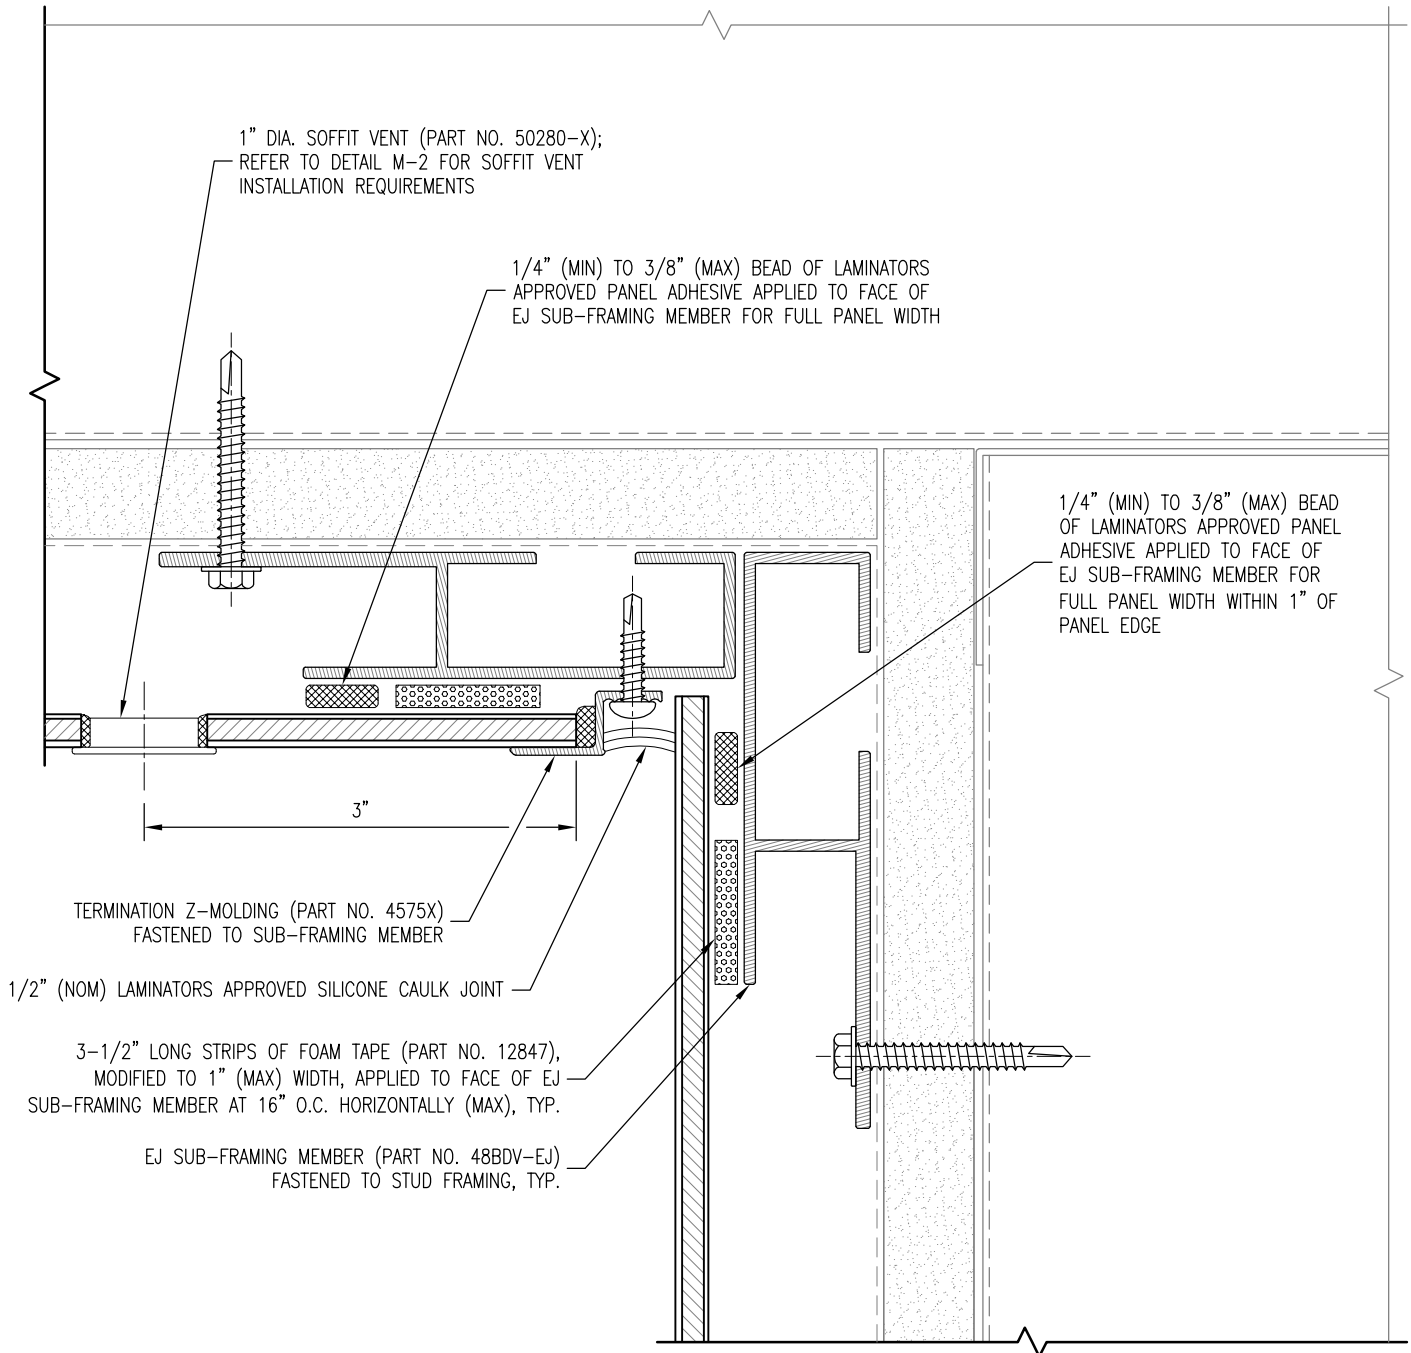 1" DIA. SOFFIT VENT (PART NO. 50280-X);
REFER TO DETAIL M-2 FOR SOFFIT VENT
INSTALLATION REQUIREMENTS
1/4" (MIN) TO 3/8" (MAX) BEAD OF LAMINATORS
APPROVED PANEL ADHESIVE APPLIED TO FACE OF
EJ SUB-FRAMING MEMBER FOR FULL PANEL WIDTH
1/4" (MIN) TO 3/8" (MAX) BEAD
OF LAMINATORS APPROVED PANEL
ADHESIVE APPLIED TO FACE OF
EJ SUB-FRAMING MEMBER FOR
FULL PANEL WIDTH WITHIN 1" OF
PANEL EDGE
3"
TERMINATION Z-MOLDING (PART NO. 4575X)
FASTENED TO SUB-FRAMING MEMBER
1/2" (NOM) LAMINATORS APPROVED SILICONE CAULK JOINT
3-1/2" LONG STRIPS OF FOAM TAPE (PART NO. 12847),
MODIFIED TO 1" (MAX) WIDTH, APPLIED TO FACE OF EJ
SUB-FRAMING MEMBER AT 16" O.C. HORIZONTALLY (MAX), TYP.
EJ SUB-FRAMING MEMBER (PART NO. 48BDV-EJ)
FASTENED TO STUD FRAMING, TYP.